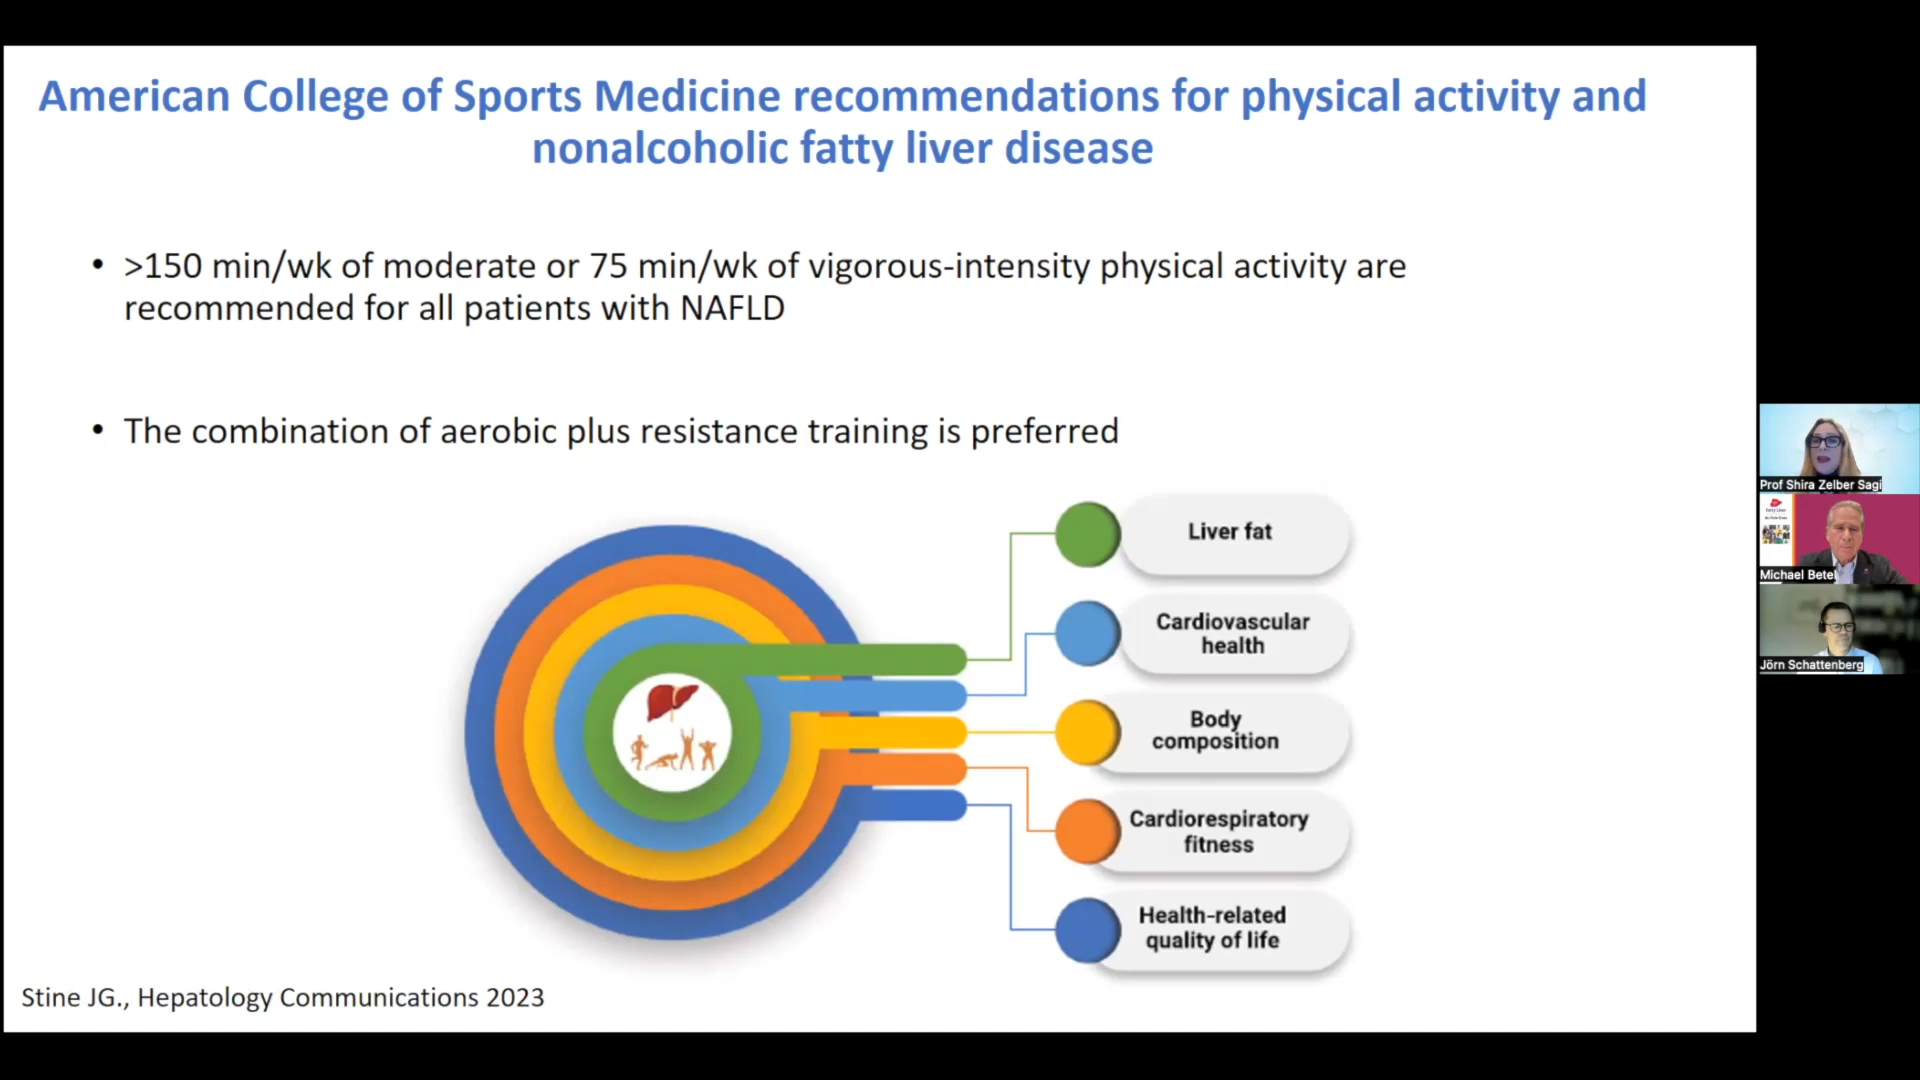 American College of Sports Medicine recommendations for physical activity and
nonalcoholic fatty liver disease
• >150 min/wk of moderate or 75 min/wk of vigorous-intensity physical activity are
recommended for all patients with NAFLD
• The combination of aerobic plus resistance training is preferred
Liver fat
Cardiovascular
health
Body
composition
Cardiorespiratory
fitness
Health-related
quality of life
Stine JG., Hepatology Communications 2023
Prof Shira Zelber Sagi
Fatty Liver
Michael Betel
Jörn Schattenberg